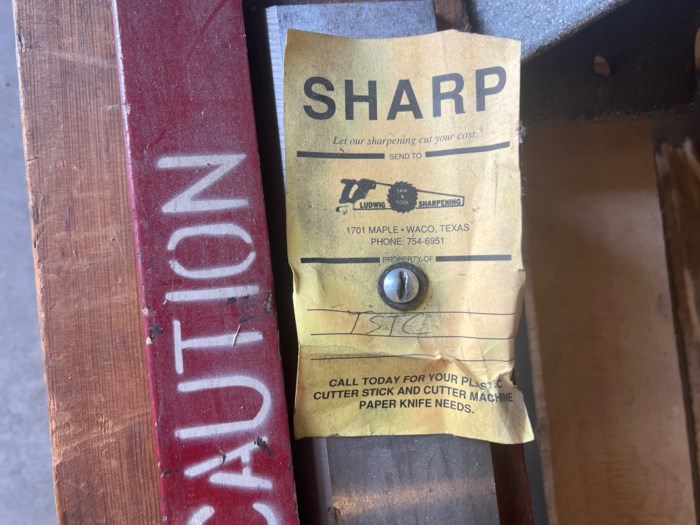 CAUTION
SHARP
Let our sharpening cut your cost.
SEND TO
LUDWIG SAW & TOOL SHARPENING
1701 MAPLE • WACO, TEXAS
PHONE: 754-6951
PROPERTY OF
TSTC
CALL TODAY FOR YOUR PLASTIC
CUTTER STICK AND CUTTER MACHINE
PAPER KNIFE NEEDS.